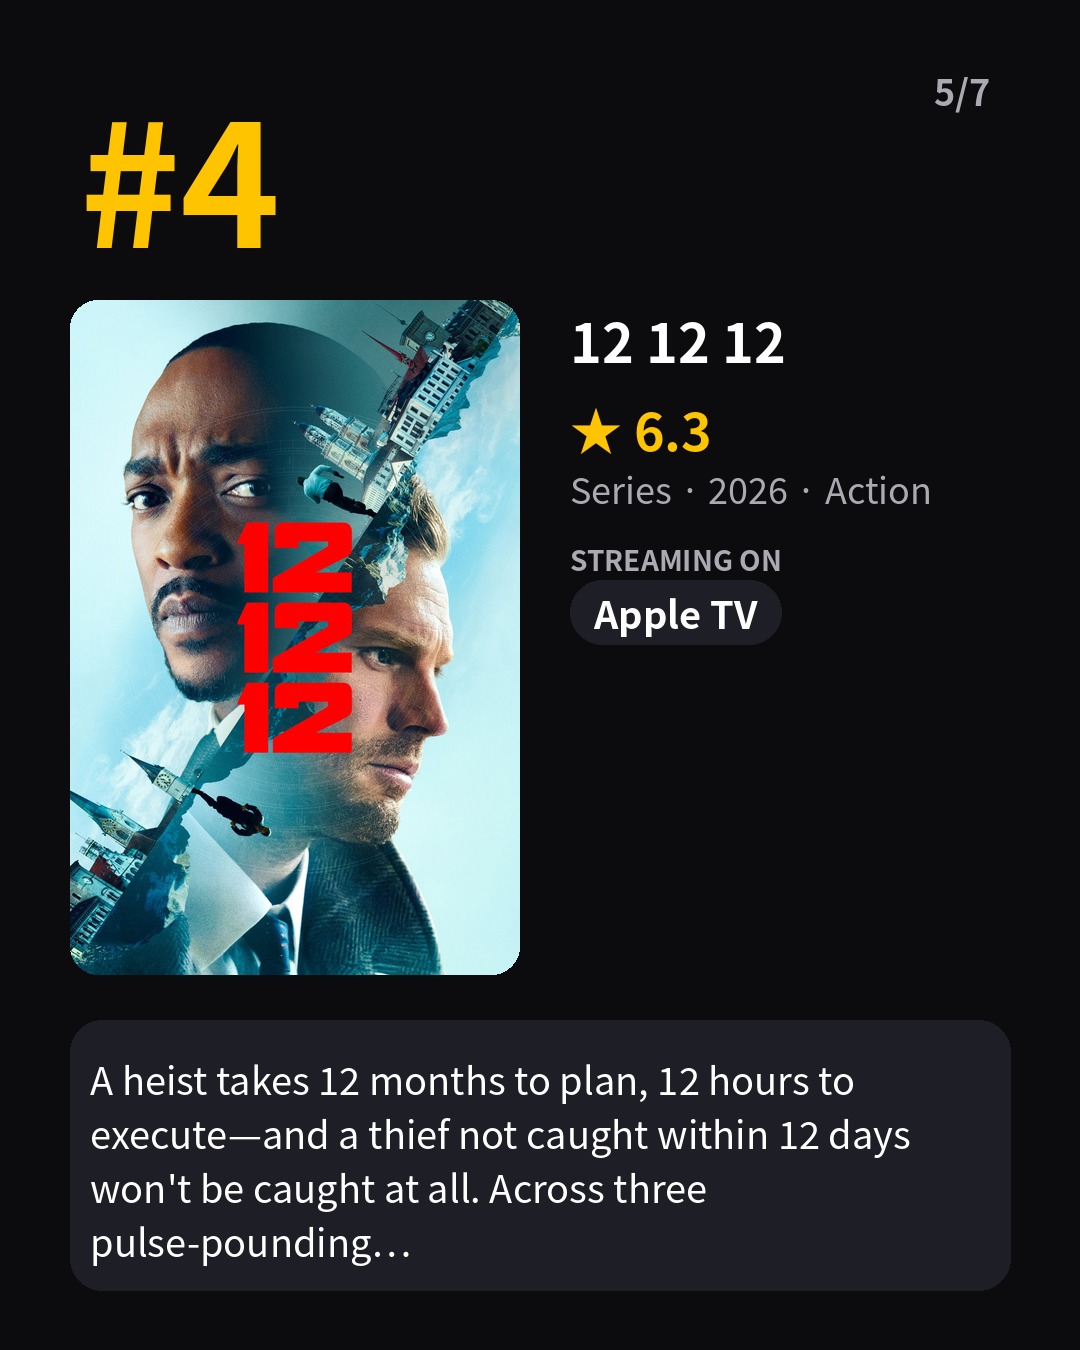 5/7
#4
12 12 12
★ 6.3
Series · 2026 · Action
STREAMING ON
Apple TV
12
12
12
A heist takes 12 months to plan, 12 hours to
execute—and a thief not caught within 12 days
won't be caught at all. Across three
pulse-pounding…